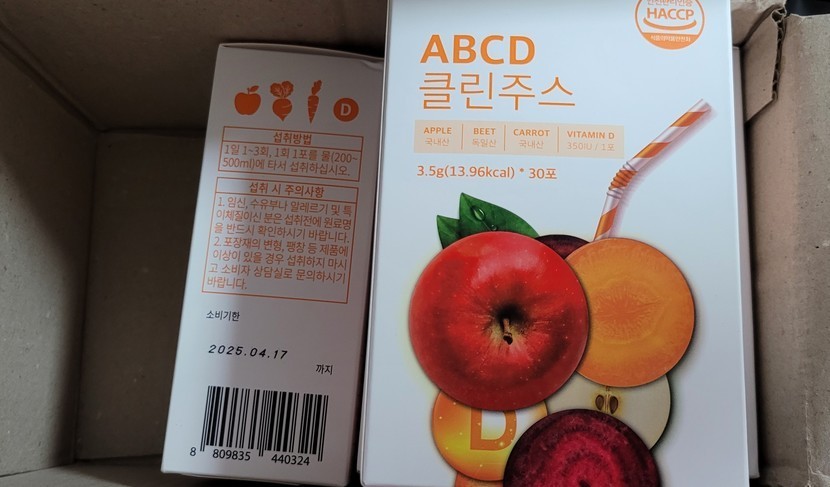 D
섭취방법
1일 1~3회, 1회 1포를 물(200~
500ml)에 타서 섭취하십시오.
섭취 시 주의사항
1. 임신, 수유부나 알레르기 및 특
이체질이신 분은 섭취전에 원료명
을 반드시 확인하시기 바랍니다.
2. 포장재의 변형, 팽창 등 제품에
이상이 있을 경우 섭취하지 마시
고 소비자 상담실로 문의하시기
바랍니다.
소비기한
2025.04.17
까지
8 809835 440324
HACCP
식품의약품안전처
ABCD
클린주스
APPLE
국내산
BEET
독일산
CARROT
국내산
VITAMIN D
350IU / 1포
3.5g(13.96kcal) * 30포
D